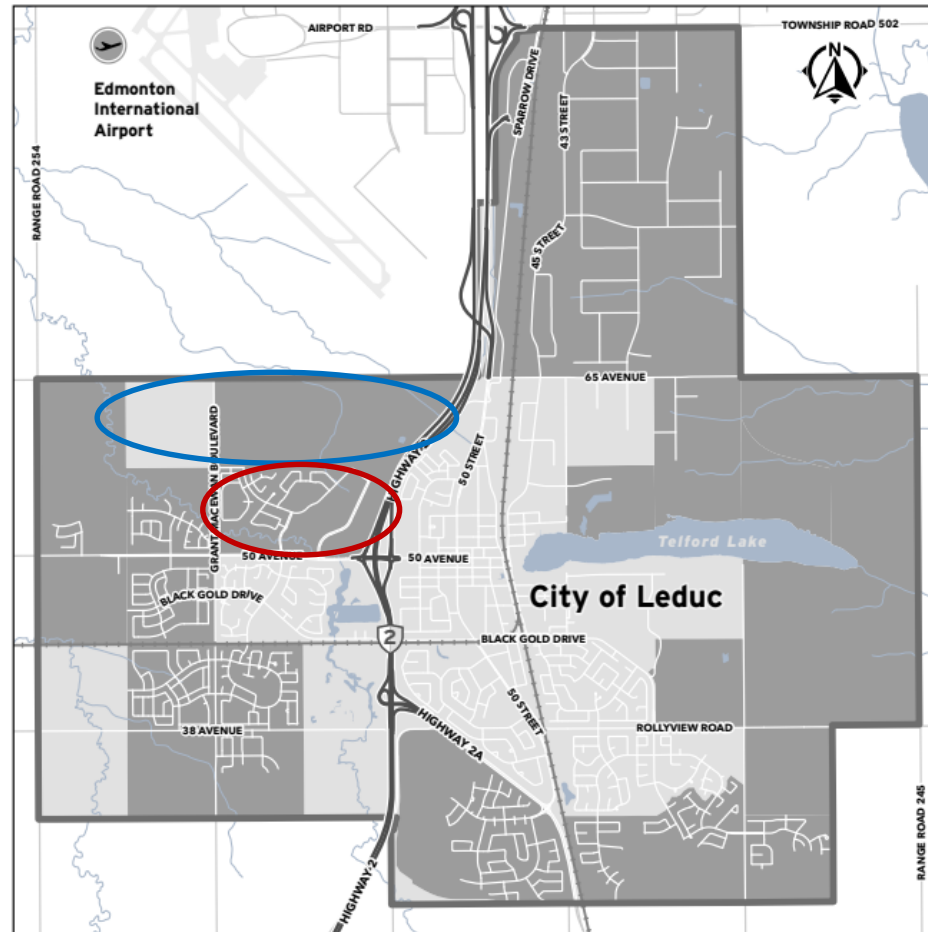 AIRPORT RD
TOWNSHIP ROAD 502
N
Edmonton
International
Airport
SPARROW DRIVE
43 STREET
RANGE ROAD 254
45 STREET
65 AVENUE
GRANT MACEWAN BOULEVARD
HIGHWAY 2
50 STREET
50 AVENUE
50 AVENUE
Telford Lake
BLACK GOLD DRIVE
City of Leduc
2
BLACK GOLD DRIVE
50 STREET
38 AVENUE
HIGHWAY 2A
ROLLYVIEW ROAD
RANGE ROAD 245
HIGHWAY 2